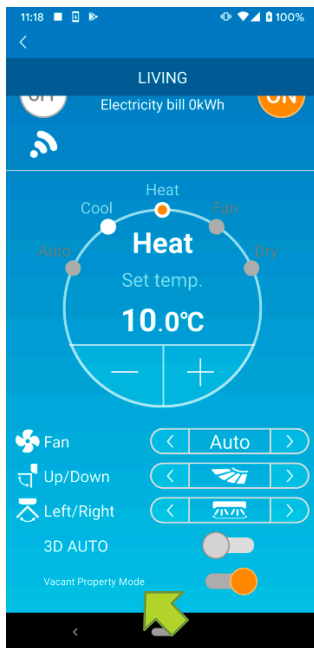 11:18 100%
LIVING
OFF ON
Electricity bill 0kWh
Heat
Cool Fan
Auto Dry
Heat
Set temp.
10.0°C
Fan Auto
Up/Down
Left/Right
3D AUTO
Vacant Property Mode